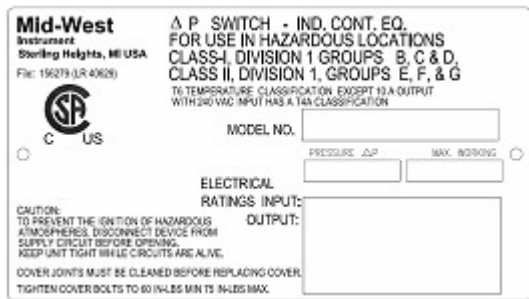 Mid-West
Instrument
Sterling Heights, MI USA
File: 156279 (LR 40629)
SA
C US
Δ P SWITCH - IND. CONT. EQ.
FOR USE IN HAZARDOUS LOCATIONS
CLASS-I, DIVISION 1 GROUPS B, C & D,
CLASS II, DIVISION 1, GROUPS E, F, & G
T6 TEMPERATURE CLASSIFICATION EXCEPT 10 A OUTPUT
WITH 240 VAC INPUT HAS A T4A CLASSIFICATION
MODEL NO.
PRESSURE ΔP
MAX. WORKING
ELECTRICAL
RATINGS INPUT:
OUTPUT:
CAUTION:
TO PREVENT THE IGNITION OF HAZARDOUS
ATMOSPHERES, DISCONNECT DEVICE FROM
SUPPLY CIRCUIT BEFORE OPENING.
KEEP UNIT TIGHT WHILE CIRCUITS ARE ALIVE.
COVER JOINTS MUST BE CLEANED BEFORE REPLACING COVER.
TIGHTEN COVER BOLTS TO 60 IN-LBS MIN 75 IN-LBS MAX.